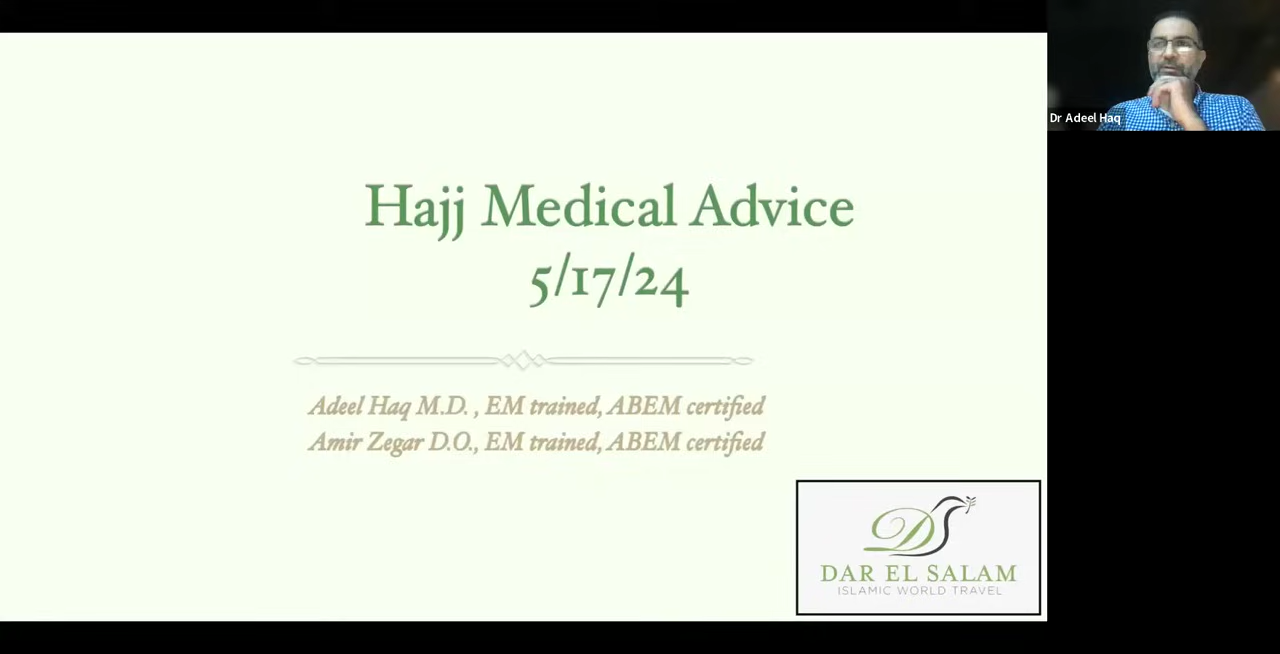 Hajj Medical Advice
5/17/24
Adeel Haq M.D. , EM trained, ABEM certified
Amir Zegar D.O., EM trained, ABEM certified
DS
DAR EL SALAM
ISLAMIC WORLD TRAVEL
Dr Adeel Haq